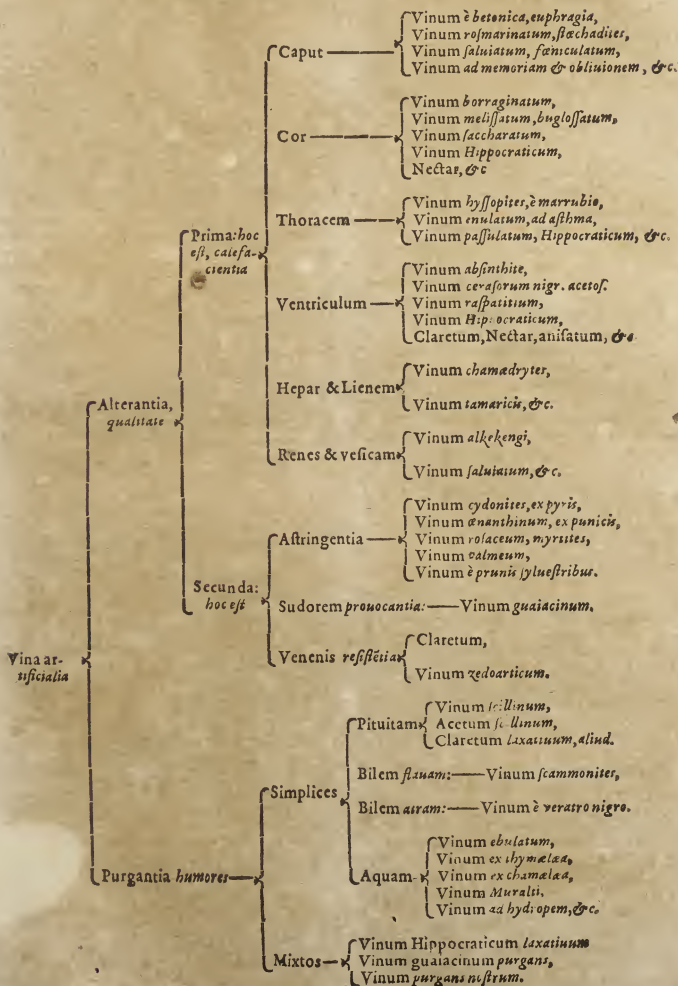 Vinum è betonica, euphragia,
Vinum roſmarinatum, ſtœchadites,
Caput
Vinum ſaluiatum, fœniculatum,
Vinum ad memoriam & obliuionem, &c.
Vinum borraginatum,
Vinum meliſſatum, bugloſſatum,
Cor
Vinum ſaccharatum,
Vinum Hippocraticum,
Nectar, &c
Vinum hyſſopites, è marrubio,
Thoracem
Vinum enulatum, ad aſthma,
Vinum paſſulatum, Hippocraticum, &c.
Prima: hoc
eſt, calefa-
cientia
Vinum abſinthite,
Vinum ceraſorum nigr. acetoſ.
Ventriculum
Vinum raſpatitium,
Vinum Hippocraticum,
Claretum, Nectar, aniſatum, &c
Vinum chamædrytes,
Hepar & Lienem
Vinum tamaricis, &c.
Alterantia,
qualitate
Vinum alkekengi,
Renes & veſicam
Vinum ſaluiatum, &c.
Vinum cydonites, ex pyris,
Vinum œnanthinum, ex punicis,
Aſtringentia
Vinum roſaceum, myrtites,
Vinum palmeum,
Vinum è prunis ſylueſtribus.
Secunda:
hoc eſt
Sudorem prouocantia: Vinum guaiacinum.
Claretum,
Venenis reſiſtẽtia
Vinum zedoarticum.
Vina ar-
tificialia
Vinum ſcillinum,
Pituitam
Acetum ſcillinum,
Claretum laxatiuum, aliud.
Bilem flauam: Vinum ſcammonites,
Simplices
Bilem atram: Vinum è veratro nigro.
Vinum ebulatum,
Vinum ex thymelæa,
Aquam
Vinum ex chamælæa,
Vinum Muralti,
Vinum ad hydropem, &c.
Purgantia humores
Vinum Hippocraticum laxatiuum
Mixtos
Vinum guaiacinum purgans,
Vinum purgans noſtrum.